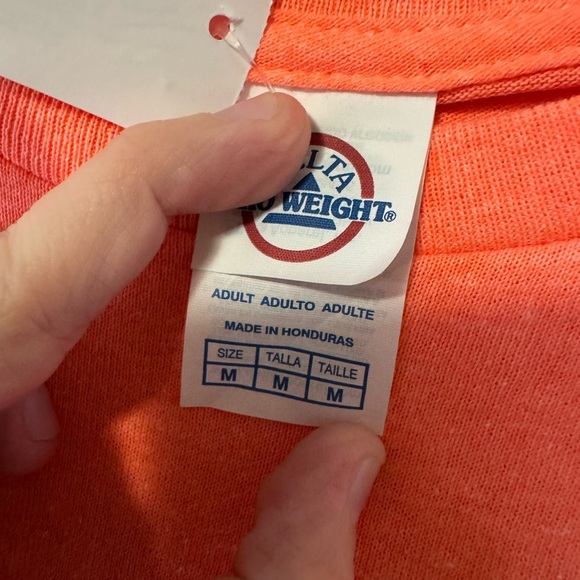 WEIGHT®
ADULT ADULTO ADULTE
MADE IN HONDURAS
SIZE TALLA TAILLE
M M M